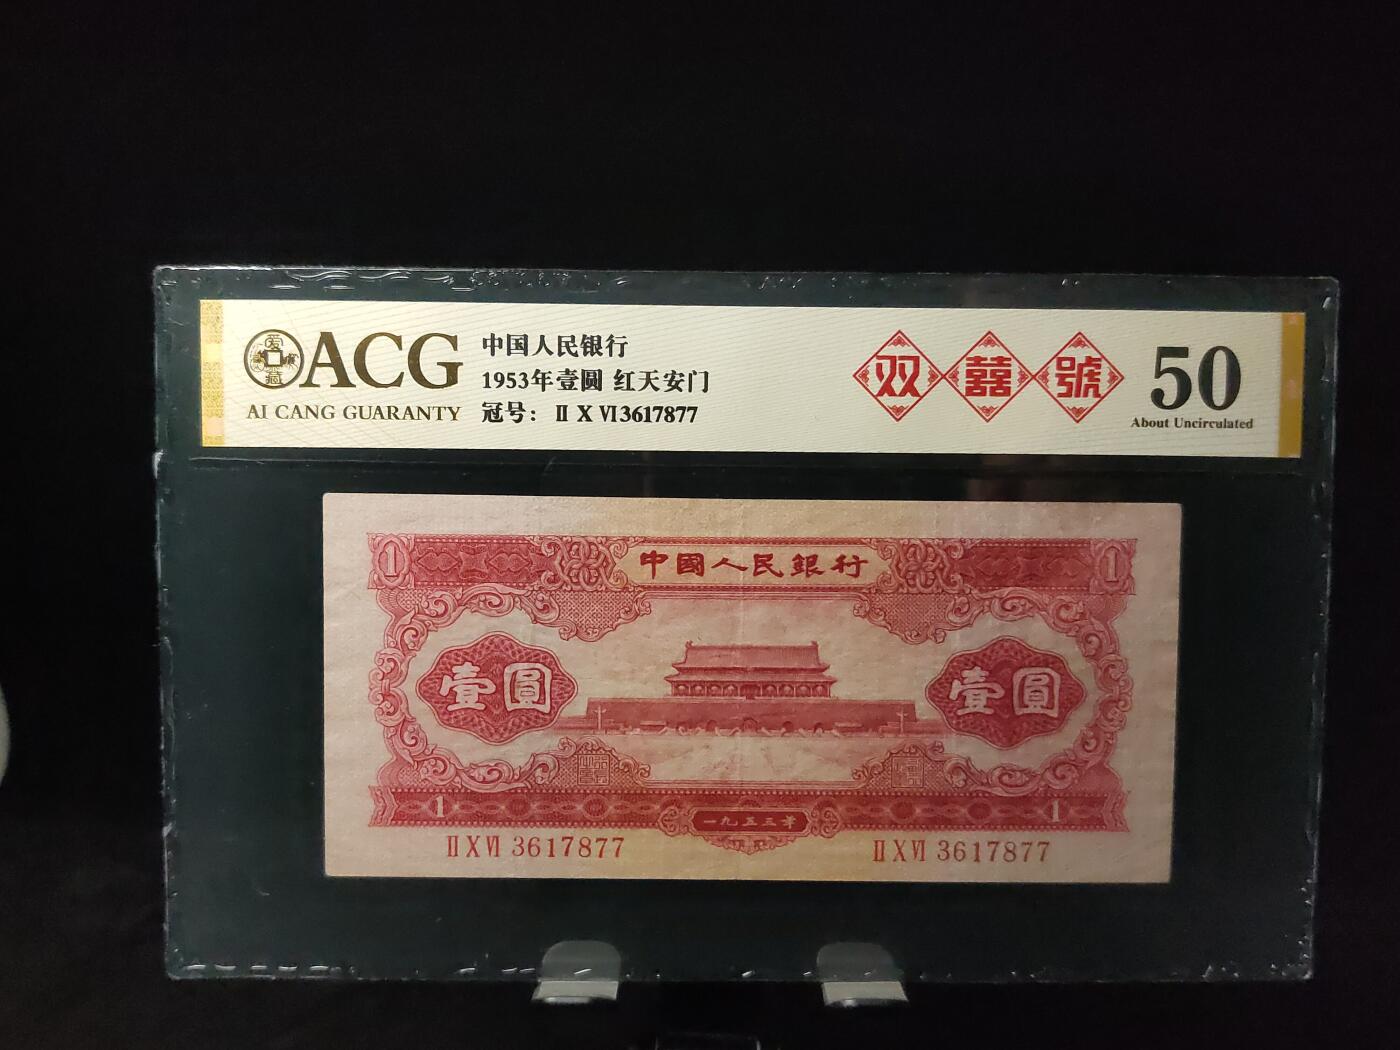 ACG
AI CANG GUARANTY
中国人民银行
1953年壹圆 红天安门
冠号: Ⅱ X Ⅵ3617877
双囍號
50
About Uncirculated
1
中國人民銀行
1
壹圓
壹圓
1
一九五三年
1
ⅡXⅥ 3617877
ⅡXⅥ 3617877